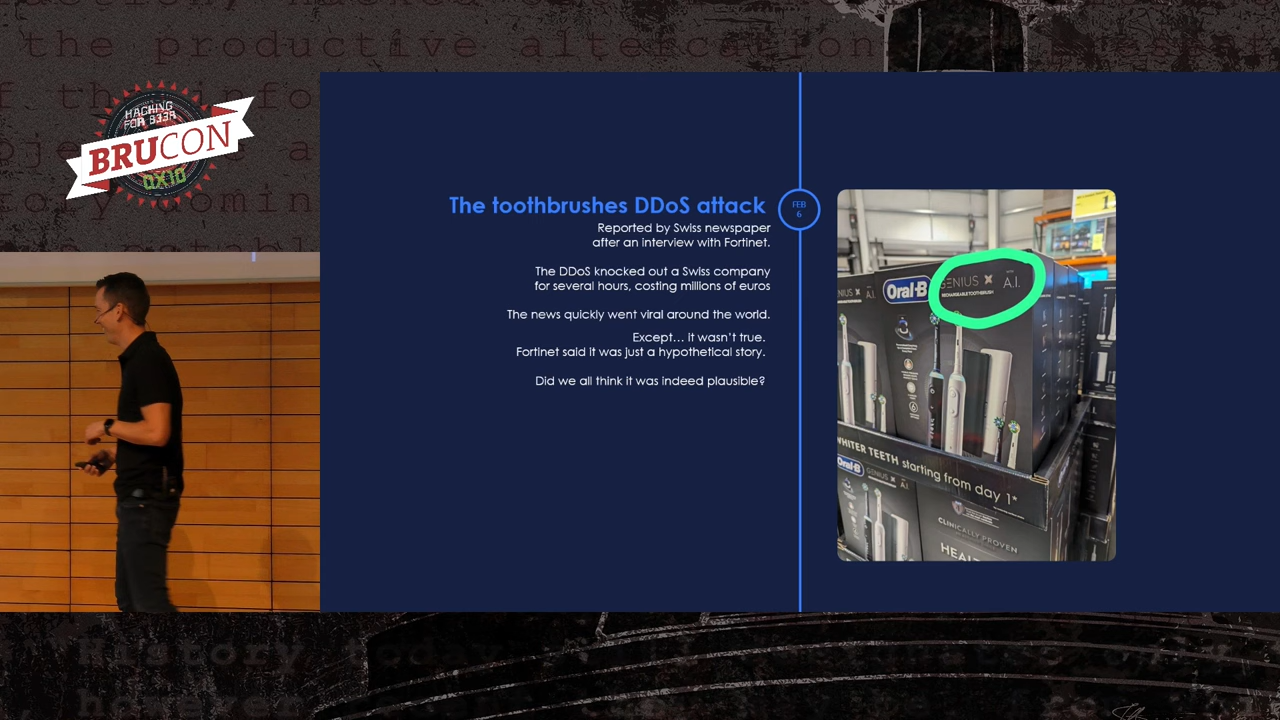 HACKING
FOR B33R
BRUCON
0X10
the productive altercation
The toothbrushes DDoS attack
FEB
6
Reported by Swiss newspaper
after an interview with Fortinet.
The DDoS knocked out a Swiss company
for several hours, costing millions of euros
The news quickly went viral around the world.
Except... it wasn't true.
Fortinet said it was just a hypothetical story.
Did we all think it was indeed plausible?
Oral-B GENIUS X A.I.
RECHARGEABLE TOOTHBRUSH
WHITER TEETH starting from day 1*
Oral-B GENIUS X A.I.
CLINICALLY PROVEN
History today
however